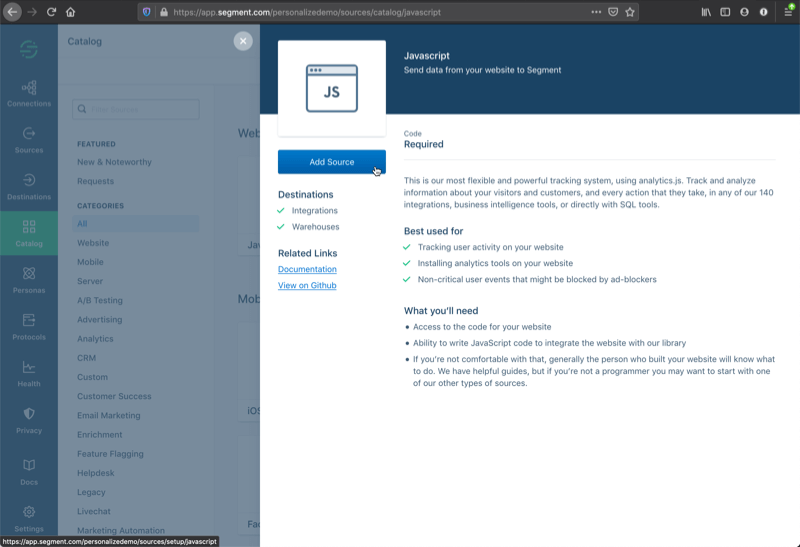 https://app.segment.com/personalizedemo/sources/catalog/javascript
Connections
Sources
Destinations
Catalog
Personas
Protocols
Health
Privacy
Docs
Settings
Catalog
FEATURED
New & Noteworthy
Requests
CATEGORIES
All
Website
Mobile
Server
A/B Testing
Advertising
Analytics
CRM
Custom
Customer Success
Email Marketing
Enrichment
Feature Flagging
Helpdesk
Legacy
Livechat
Marketing Automation
Web
Jav
Mob
iOS
Fac
JS
Add Source
Destinations
Integrations
Warehouses
Related Links
Documentation
View on Github
Javascript
Send data from your website to Segment
Code
Required
This is our most flexible and powerful tracking system, using analytics.js. Track and analyze
information about your visitors and customers, and every action that they take, in any of our 140
integrations, business intelligence tools, or directly with SQL tools.
Best used for
Tracking user activity on your website
Installing analytics tools on your website
Non-critical user events that might be blocked by ad-blockers
What you'll need
• Access to the code for your website
• Ability to write JavaScript code to integrate the website with our library
• If you're not comfortable with that, generally the person who built your website will know what
to do. We have helpful guides, but if you're not a programmer you may want to start with one
of our other types of sources.
https://app.segment.com/personalizedemo/sources/setup/javascript